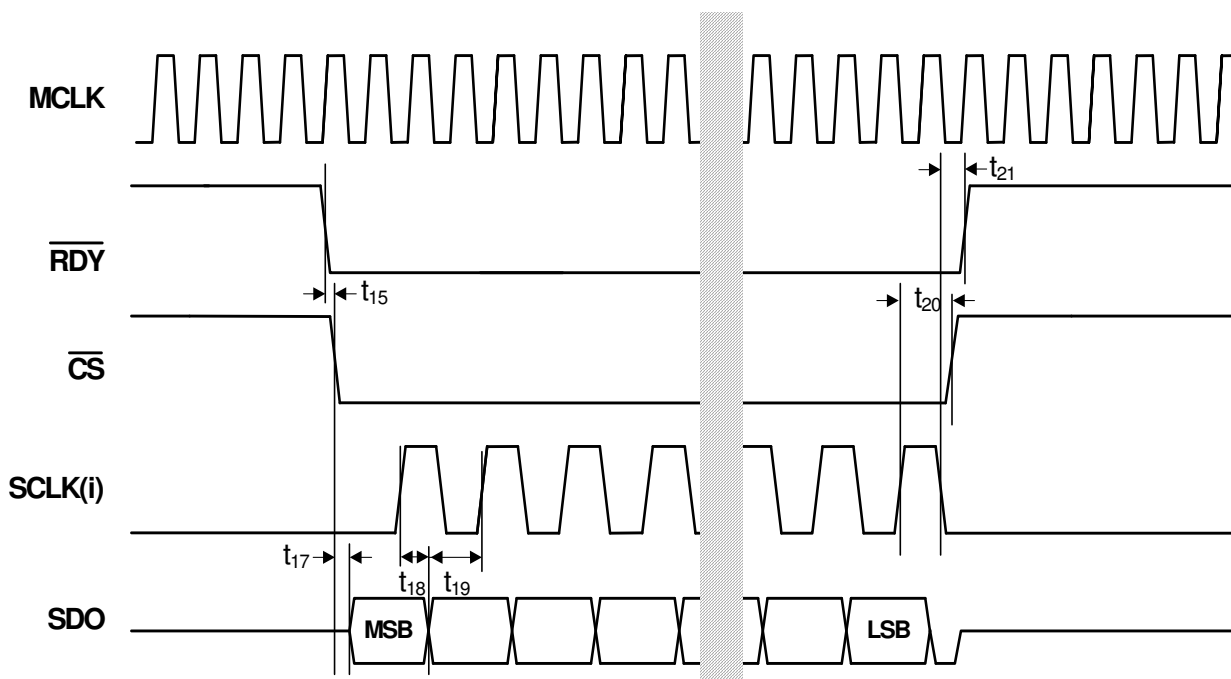 MCLK
t21
RDY
t15
t20
CS
SCLK(i)
t17
t18 t19
SDO
MSB LSB